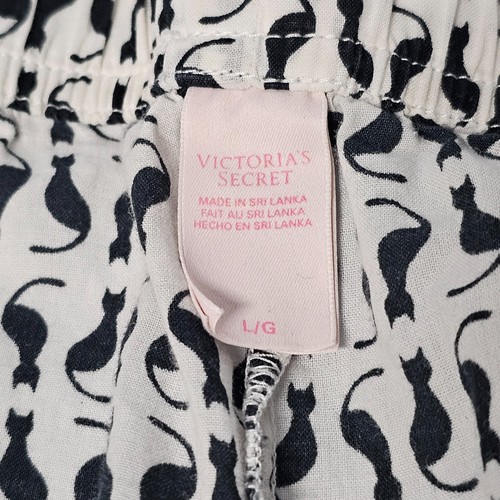 VICTORIA'S
SECRET
MADE IN SRI LANKA
FAIT AU SRI LANKA
HECHO EN SRI LANKA
L/G